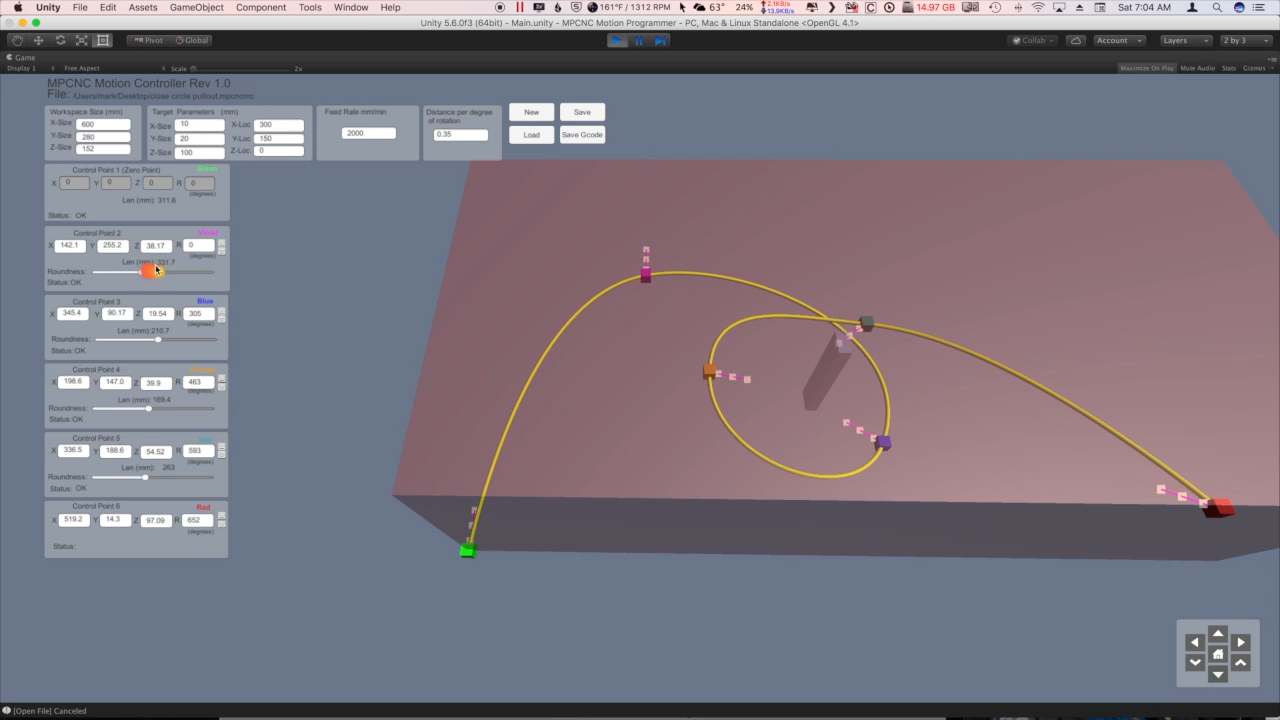 Unity File Edit Assets GameObject Component Tools Window Help 161°F / 1312 RPM 63° 24% 2.1KB/s 13.9KB/s 14.97 GB Sat 7:04 AM
Unity 5.6.0f3 (64bit) - Main.unity - MPCNC Motion Programmer - PC, Mac & Linux Standalone <OpenGL 4.1>
Pivot Global Collab Account Layers 2 by 3
Game
Display 1 Free Aspect Scale 2x Maximize On Play Mute Audio Stats Gizmos
MPCNC Motion Controller Rev 1.0
File: /Users/mark/Desktop/close circle pullout.mpcncmc
Workspace Size (mm)
X-Size 600
Y-Size 280
Z-Size 152
Target Parameters (mm)
X-Size 10 X-Loc 300
Y-Size 20 Y-Loc 150
Z-Size 100 Z-Loc 0
Feed Rate mm/min
2000
Distance per degree
of rotation
0.35
New Save
Load Save Gcode
Control Point 1 (Zero Point) Green
X 0 Y 0 Z 0 R 0
(degrees)
Len (mm): 311.6
Status: OK
Control Point 2 Violet
X 142.1 Y 255.2 Z 38.17 R 0
(degrees)
Len (mm): 331.7
Roundness:
Status: OK
Control Point 3 Blue
X 345.4 Y 90.17 Z 19.54 R 305
(degrees)
Len (mm): 210.7
Roundness:
Status: OK
Control Point 4
X 198.6 Y 147.0 Z 39.9 R 463
(degrees)
Len (mm): 169.4
Roundness:
Status: OK
Control Point 5
X 336.5 Y 188.6 Z 54.52 R 593
(degrees)
Len (mm): 263
Roundness:
Status: OK
Control Point 6 Red
X 519.2 Y 14.3 Z 97.09 R 652
(degrees)
Status:
[Open File] Canceled